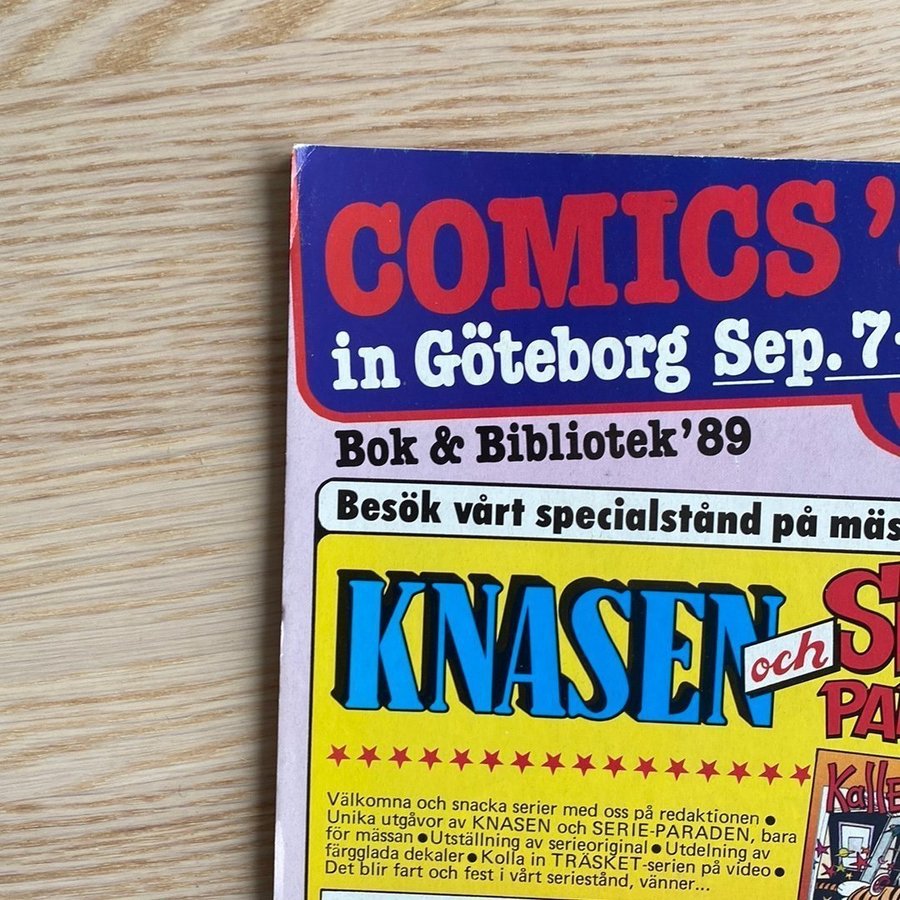 COMICS '
in Göteborg Sep. 7-
Bok & Bibliotek '89
Besök vårt specialstånd på
KNASEN och
Kalle
Välkomna och snacka serier med oss på redaktionen ●
Unika utgåvor av KNASEN och SERIE-PARADEN, bara
för mässan ● Utställning av serieoriginal ● Utdelning av
färgglada dekaler ● Kolla in TRÄSKET-serien på video ●
Det blir fart och fest i vårt seriestånd, vänner...